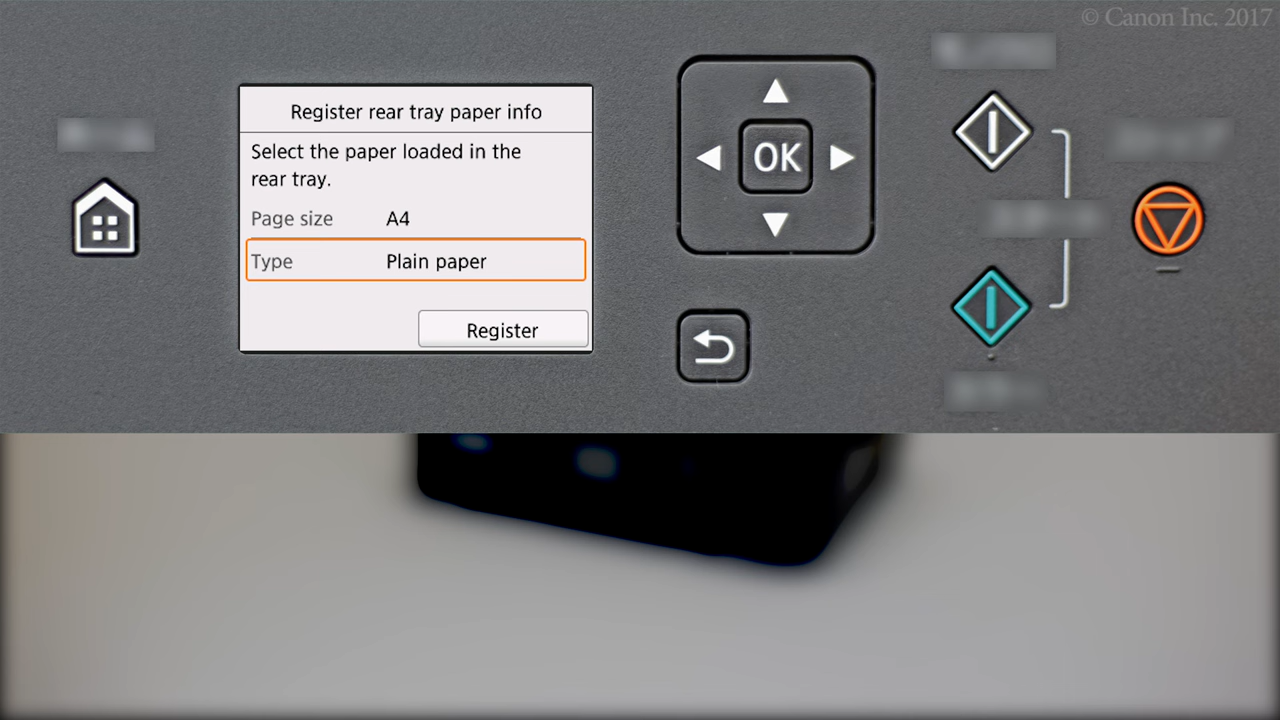 © Canon Inc. 2017
Register rear tray paper info
Select the paper loaded in the
rear tray.
Page size A4
Type Plain paper
Register
OK